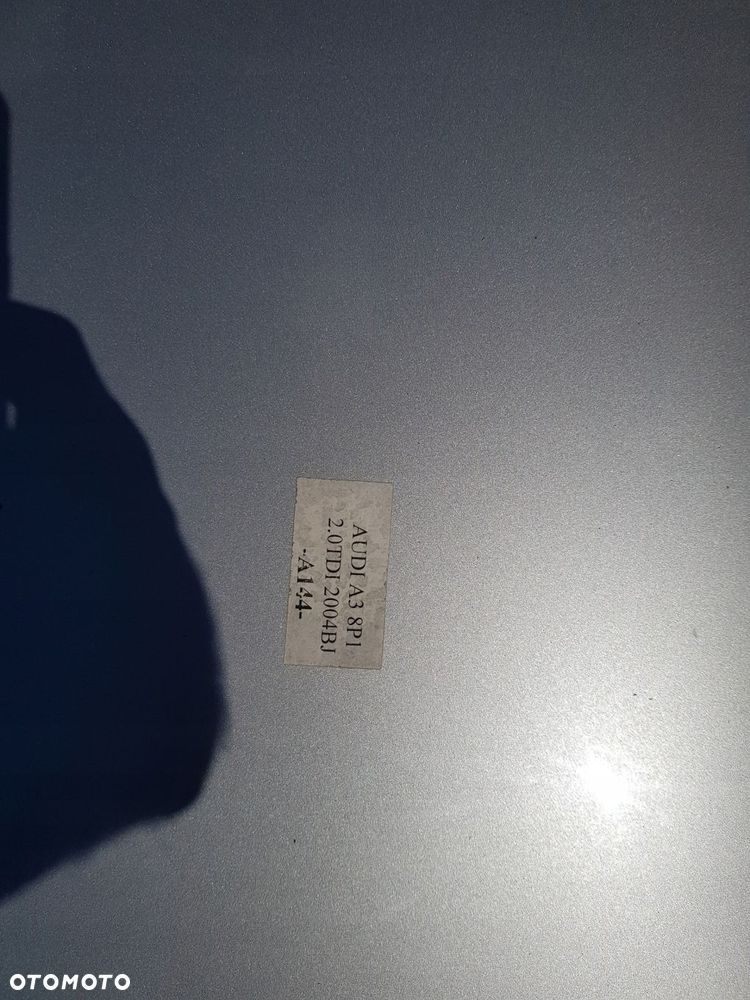 AUDI A3 8P1
2.0TDI 2004BJ
-A144-
OTOMOTO